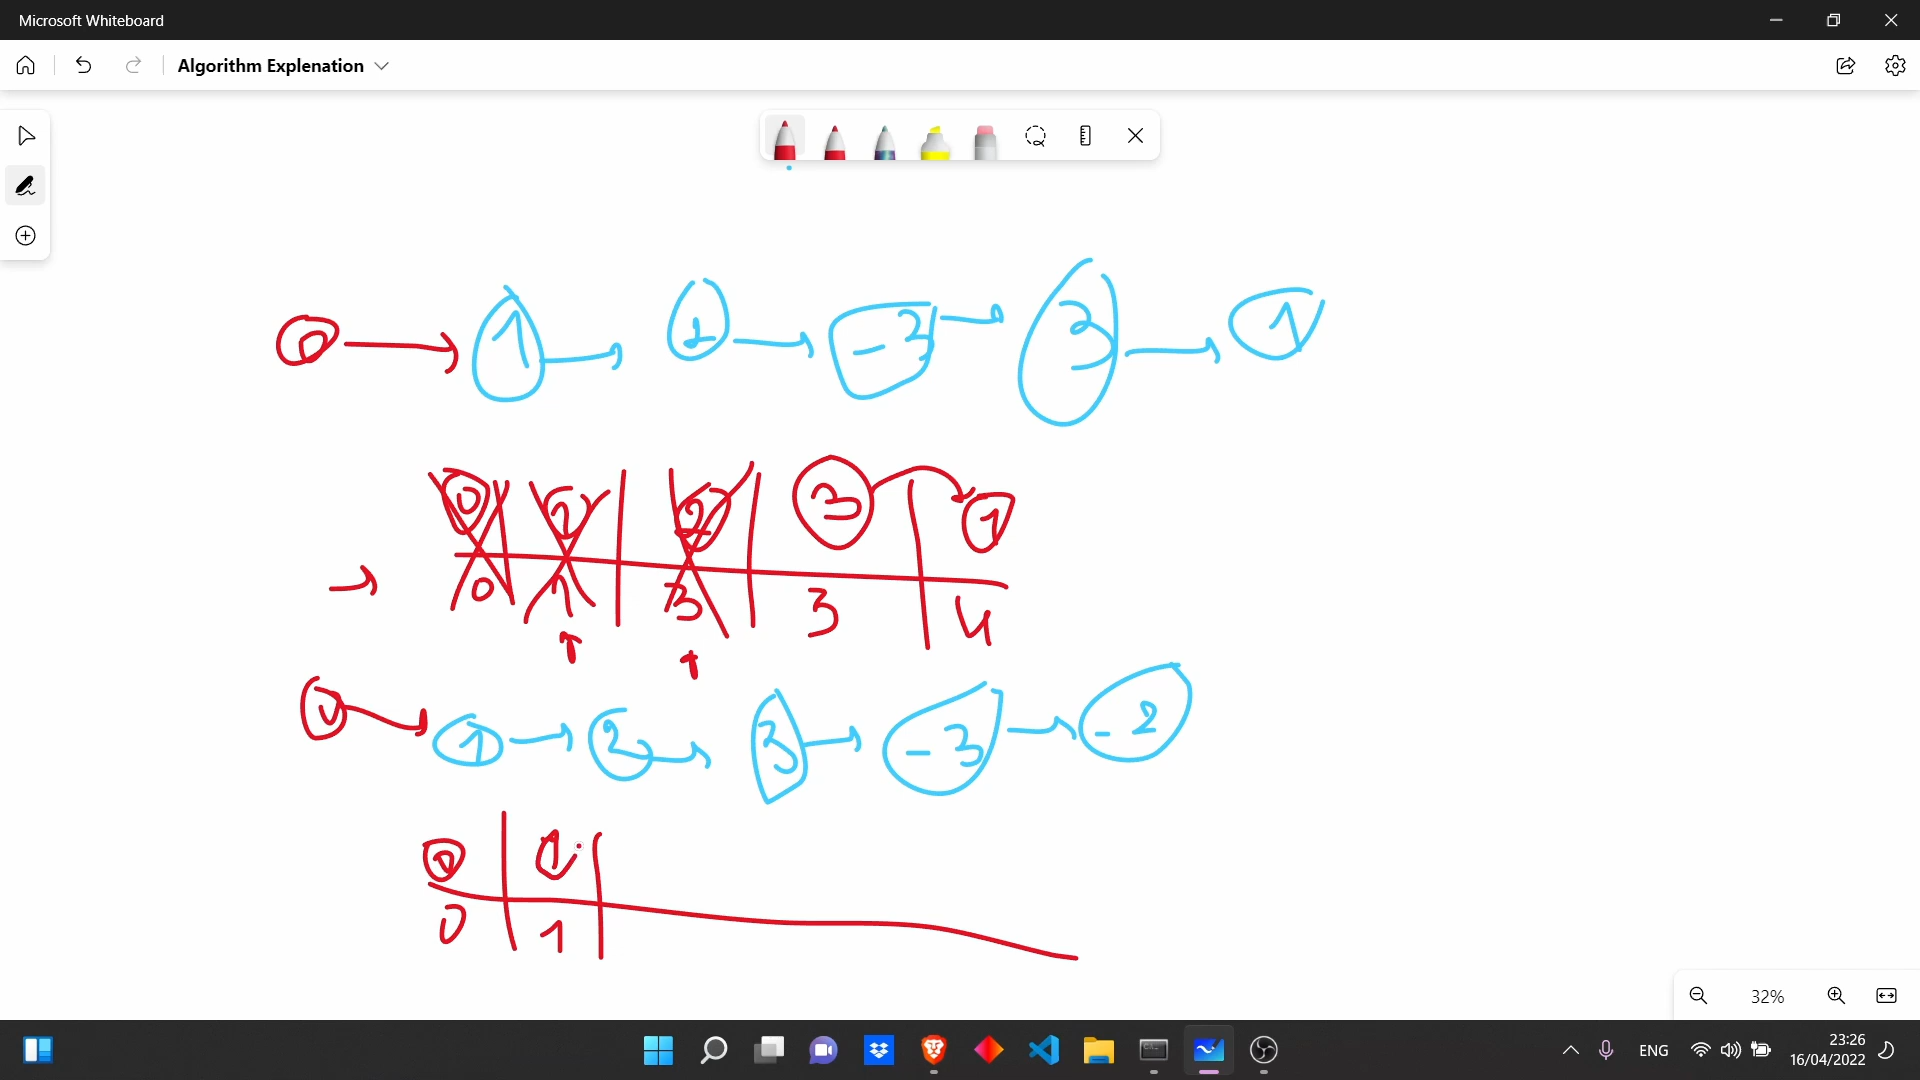 Microsoft Whiteboard
Algorithm Explenation
0 1 2 -3 3 1
0 1 2 3 1
0 1 3 3 4
0 1 2 3 -3 -2
0 1
0 1
32%
ENG
23:26
16/04/2022